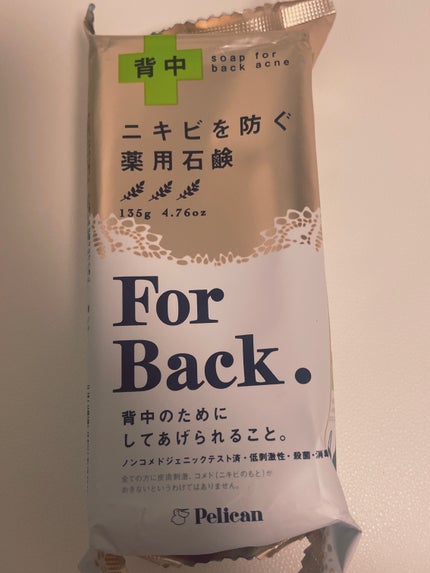 背中
soap for
back acne
ニキビを防ぐ
薬用石鹸
135g 4.76oz
For
Back.
背中のために
してあげられること。
ノンコメドジェニックテスト済・低刺激性・殺菌・消毒
全ての方に皮膚刺激、コメド(ニキビのもと)が
おきないというわけではありません。
Pelican